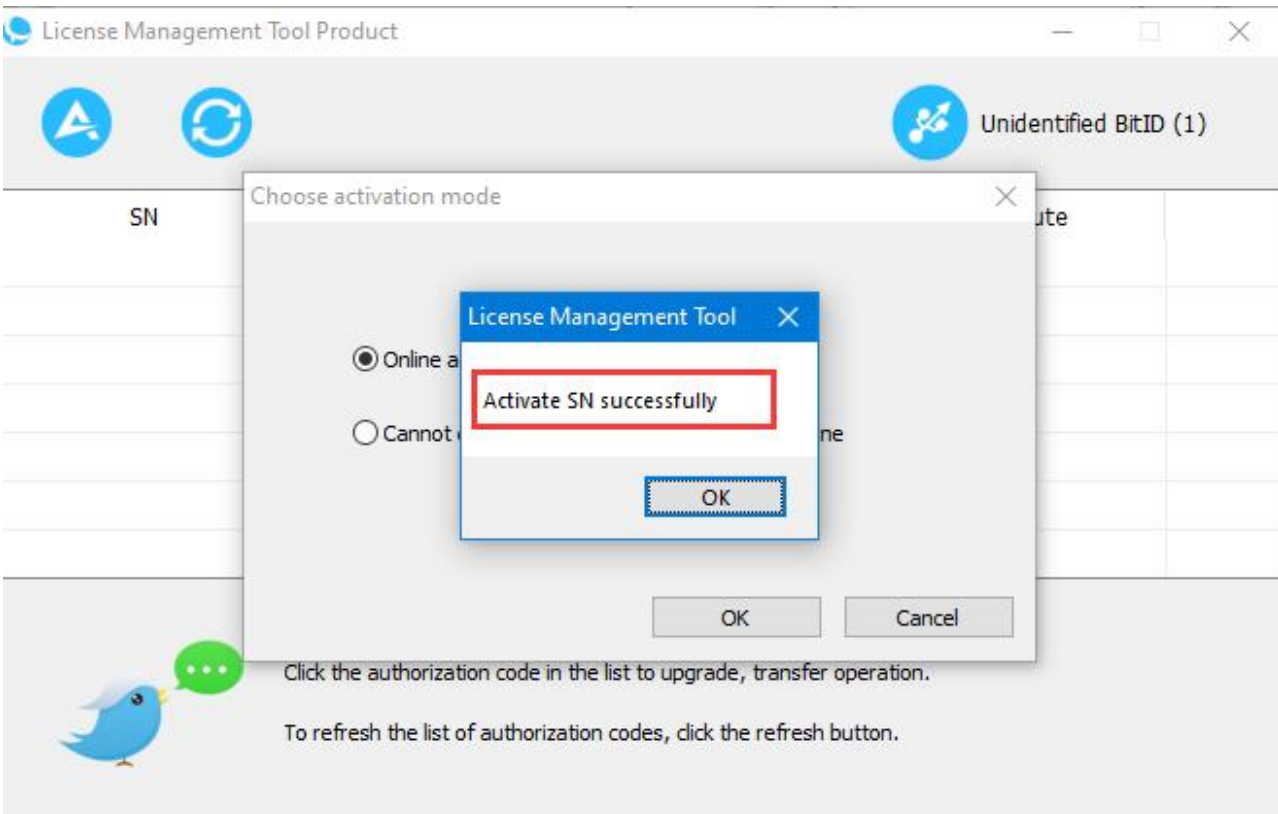 License Management Tool Product
Unidentified BitID (1)
Choose activation mode
SN
License Management Tool
Online
Activate SN successfully
Cannot
OK
OK
Cancel
Click the authorization code in the list to upgrade, transfer operation.
To refresh the list of authorization codes, click the refresh button.